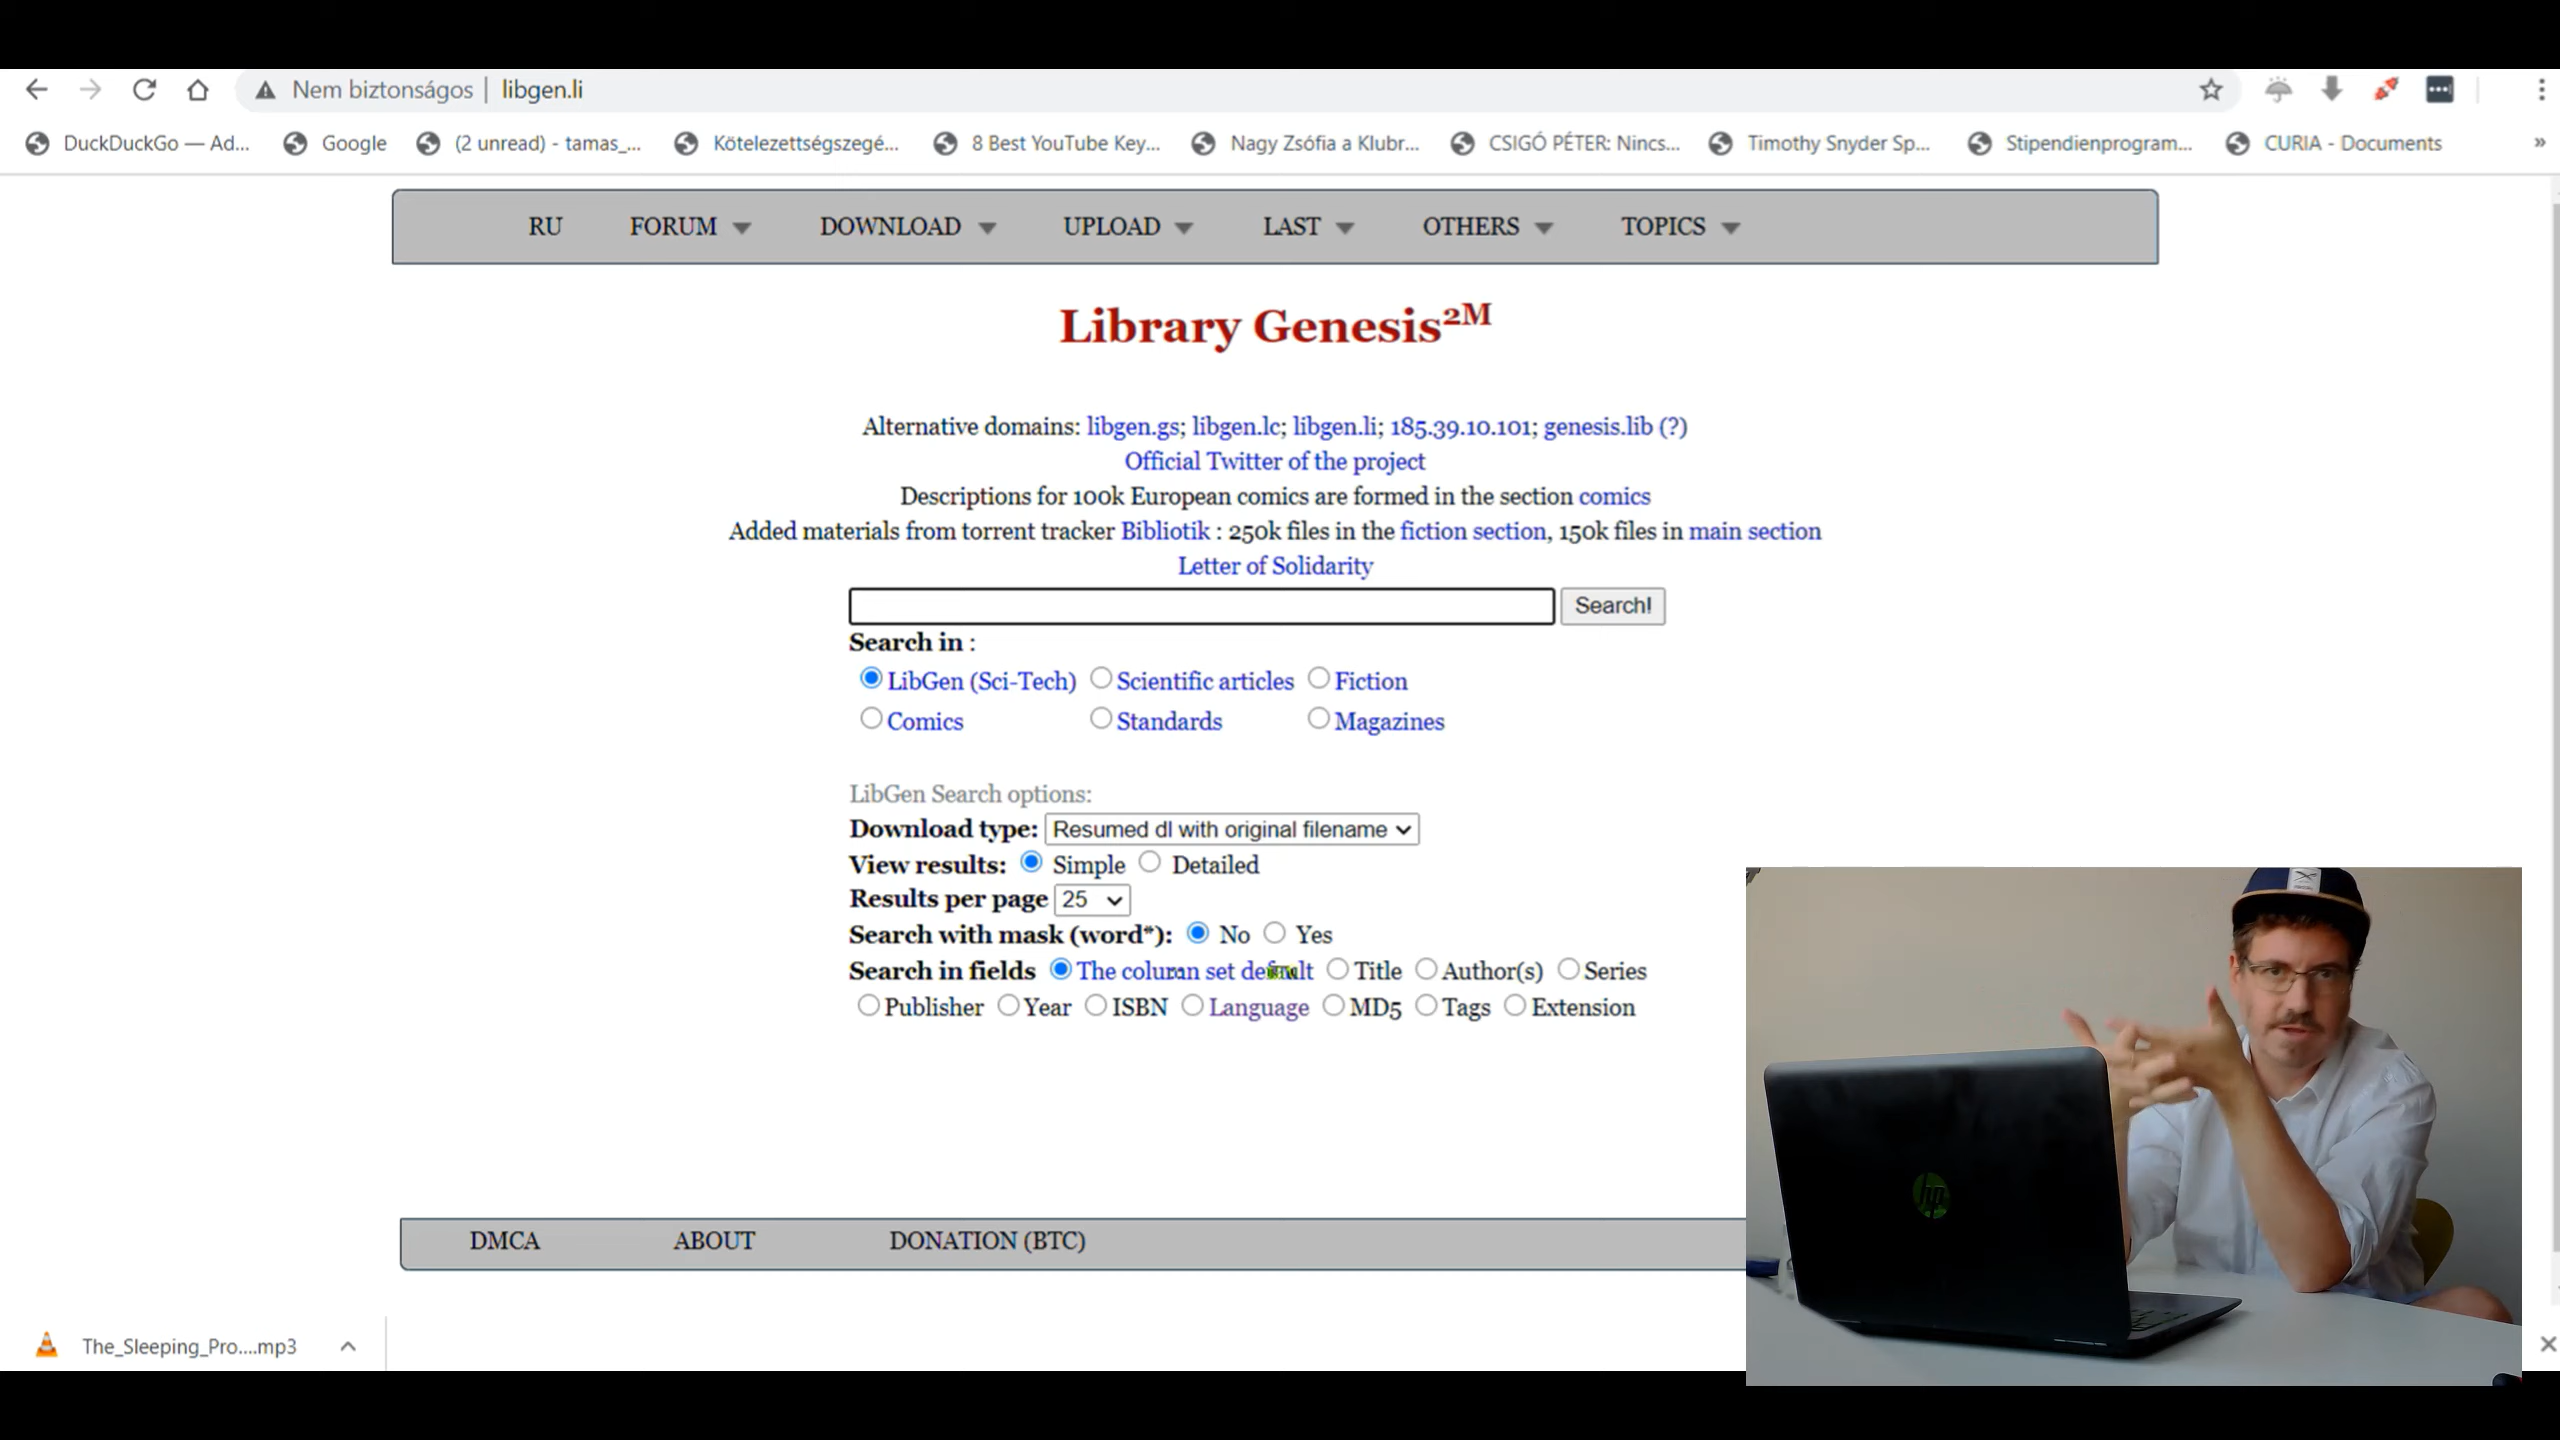 Nem biztonságos | libgen.li
DuckDuckGo — Ad... Google (2 unread) - tamas_... Kötelezettségszegé... 8 Best YouTube Key... Nagy Zsófia a Klubr... CSIGÓ PÉTER: Nincs... Timothy Snyder Sp... Stipendienprogram... CURIA - Documents »
RU FORUM DOWNLOAD UPLOAD LAST OTHERS TOPICS
Library Genesis2M
Alternative domains: libgen.gs; libgen.lc; libgen.li; 185.39.10.101; genesis.lib (?)
Official Twitter of the project
Descriptions for 100k European comics are formed in the section comics
Added materials from torrent tracker Bibliotik : 250k files in the fiction section, 150k files in main section
Letter of Solidarity
Search!
Search in :
LibGen (Sci-Tech) Scientific articles Fiction
Comics Standards Magazines
LibGen Search options:
Download type: Resumed dl with original filename
View results: Simple Detailed
Results per page 25
Search with mask (word*): No Yes
Search in fields The column set default Title Author(s) Series
Publisher Year ISBN Language MD5 Tags Extension
DMCA ABOUT DONATION (BTC)
The_Sleeping_Pro....mp3
hp